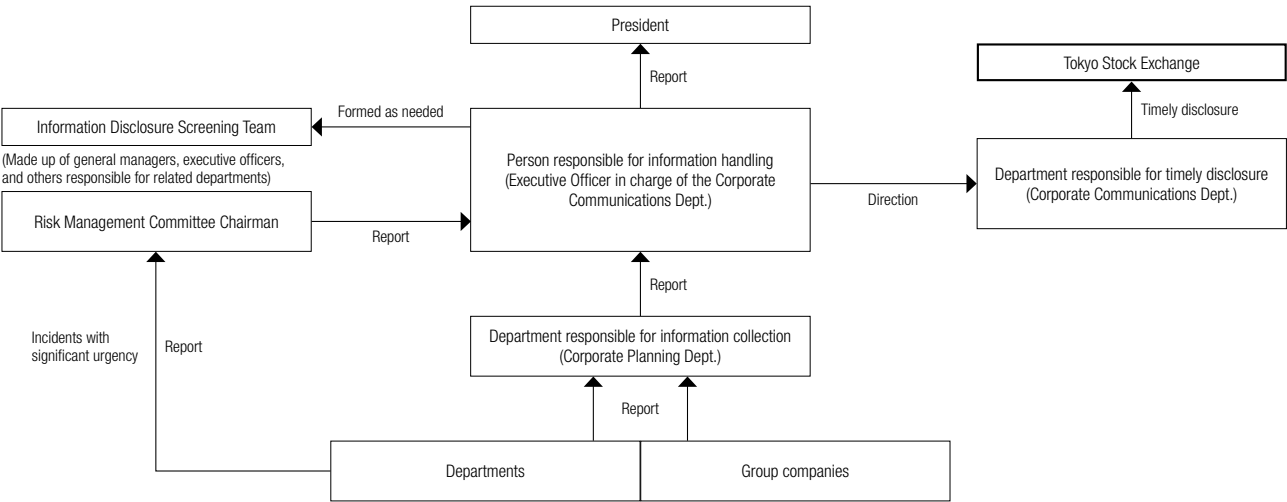 President
Report
Tokyo Stock Exchange
Timely disclosure
Formed as needed
Information Disclosure Screening Team
(Made up of general managers, executive officers,
and others responsible for related departments)
Person responsible for information handling
(Executive Officer in charge of the Corporate
Communications Dept.)
Direction
Department responsible for timely disclosure
(Corporate Communications Dept.)
Risk Management Committee Chairman
Report
Report
Department responsible for information collection
(Corporate Planning Dept.)
Incidents with
significant urgency
Report
Report
Departments
Group companies